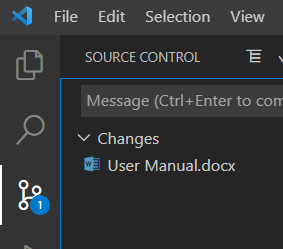 File Edit Selection View
SOURCE CONTROL
Message (Ctrl+Enter to com
Changes
User Manual.docx
1